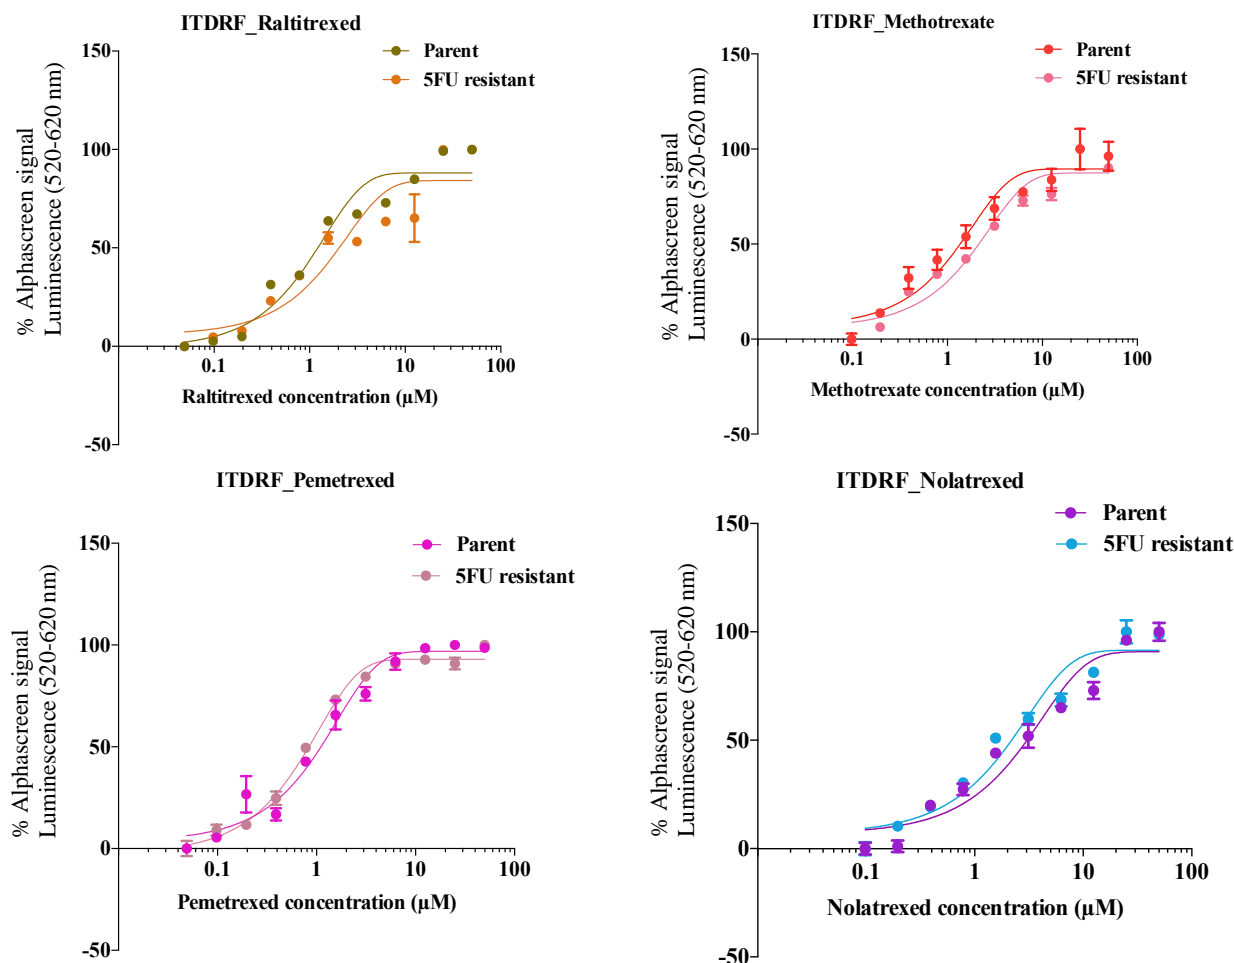 ITDRF_Raltitrexed
Parent
5FU resistant
% Alphascreen signal
Luminescence (520-620 nm)
150
100
50
0
-50
0.1
1
10
100
Raltitrexed concentration (µM)
ITDRF_Methotrexate
Parent
5FU resistant
% Alphascreen signal
Luminescence (520-620 nm)
150
100
50
0
-50
0.1
1
10
100
Methotrexate concentration (µM)
ITDRF_Pemetrexed
Parent
5FU resistant
% Alphascreen signal
Luminescence (520-620 nm)
150
100
50
0
-50
0.1
1
10
100
Pemetrexed concentration (µM)
ITDRF_Nolatrexed
Parent
5FU resistant
% Alphascreen signal
Luminescence (520-620 nm)
150
100
50
0
-50
0.1
1
10
100
Nolatrexed concentration (µM)